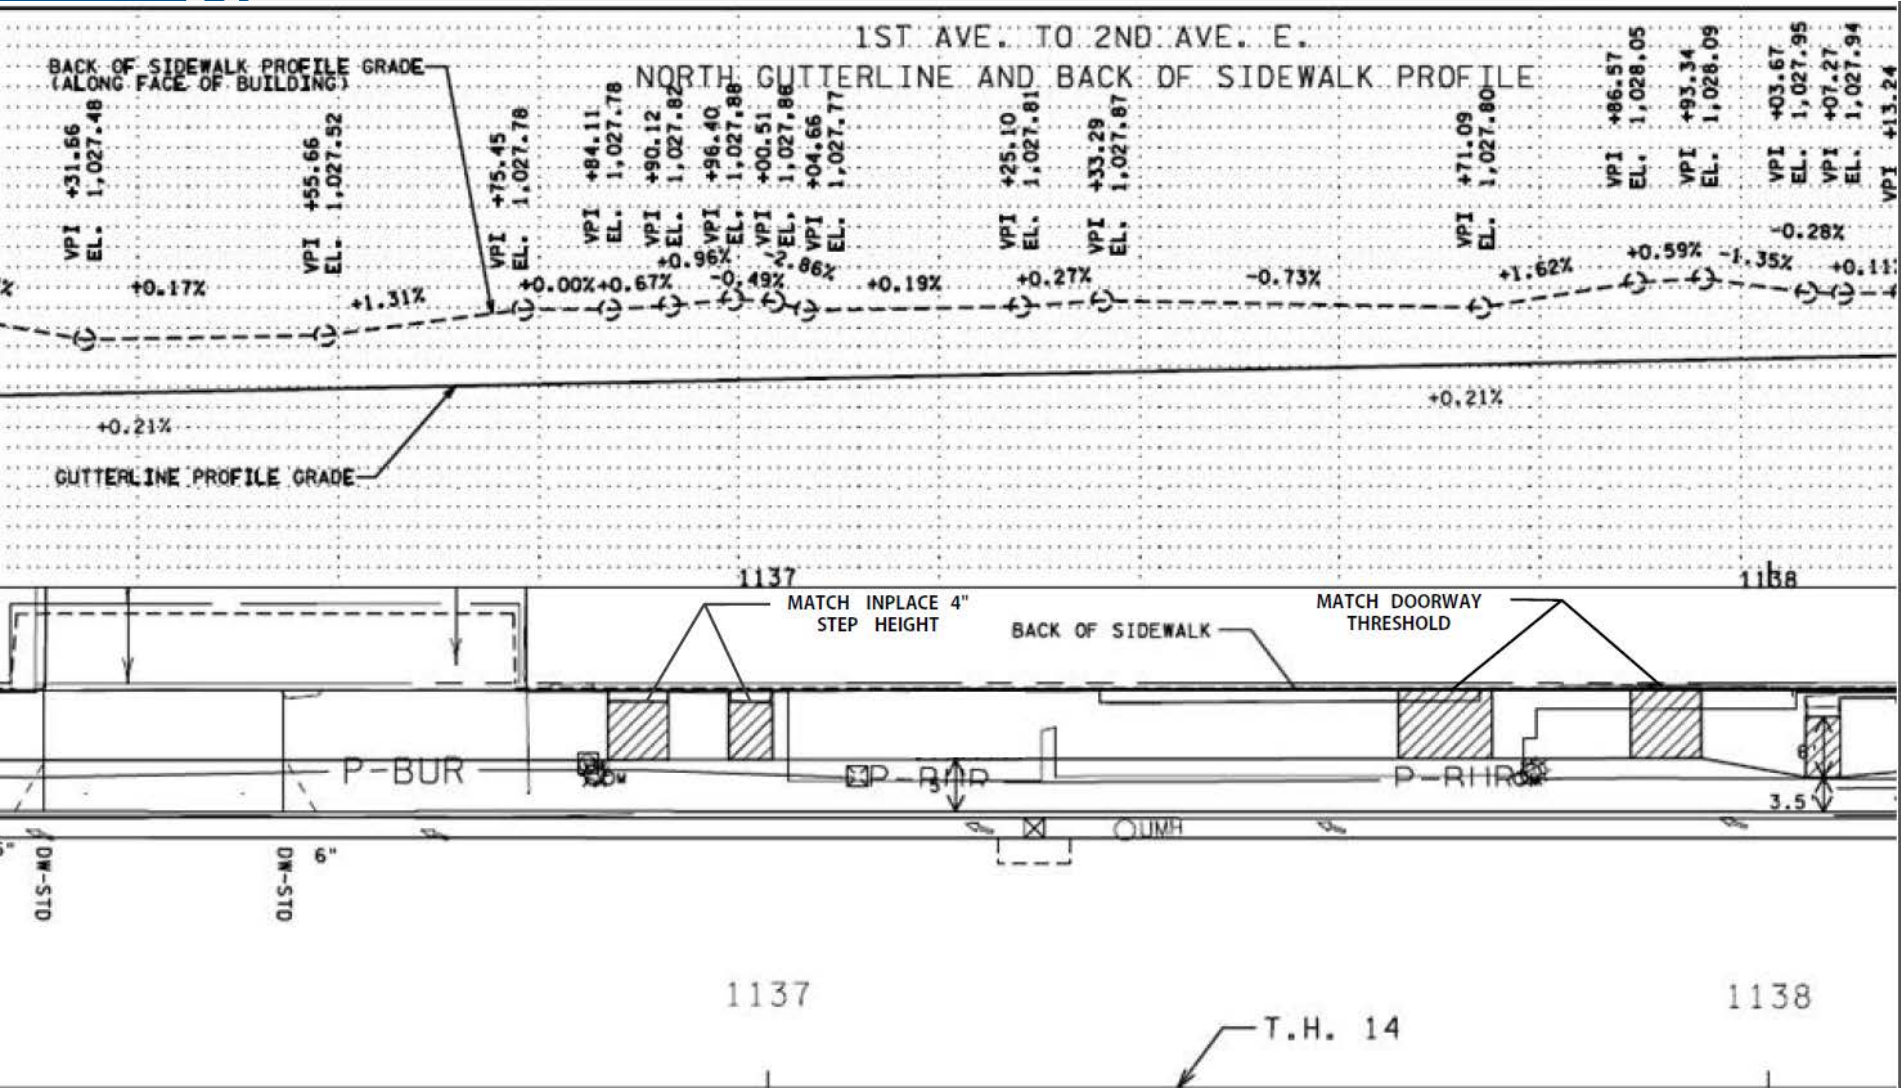 1ST AVE. TO 2ND AVE. E.
NORTH GUTTERLINE AND BACK OF SIDEWALK PROFILE
BACK OF SIDEWALK PROFILE GRADE
(ALONG FACE OF BUILDING)
VPI +31.66
EL. 1,027.48
VPI +55.66
EL. 1,027.52
VPI +75.45
EL. 1,027.78
VPI +84.11
EL. 1,027.78
VPI +90.12
EL. 1,027.82
VPI +96.40
EL. 1,027.88
VPI +00.51
EL. 1,027.86
VPI +04.66
EL. 1,027.77
VPI +25.10
EL. 1,027.81
VPI +33.29
EL. 1,027.87
VPI +71.09
EL. 1,027.80
VPI +86.57
EL. 1,028.05
VPI +93.34
EL. 1,028.09
VPI +03.67
EL. 1,027.95
VPI +07.27
EL. 1,027.94
VPI +13.24
+0.17%
+1.31%
+0.00%
+0.67%
+0.96%
-0.49%
-2.86%
+0.19%
+0.27%
-0.73%
+1.62%
+0.59%
-1.35%
-0.28%
+0.11%
+0.21%
+0.21%
GUTTERLINE PROFILE GRADE
1137
1138
MATCH INPLACE 4"
STEP HEIGHT
BACK OF SIDEWALK
MATCH DOORWAY
THRESHOLD
P-BUR
P-BUR
P-BUR
5'
6'
3.5'
UMH
DW-STD
DW-STD
6"
1137
1138
T.H. 14